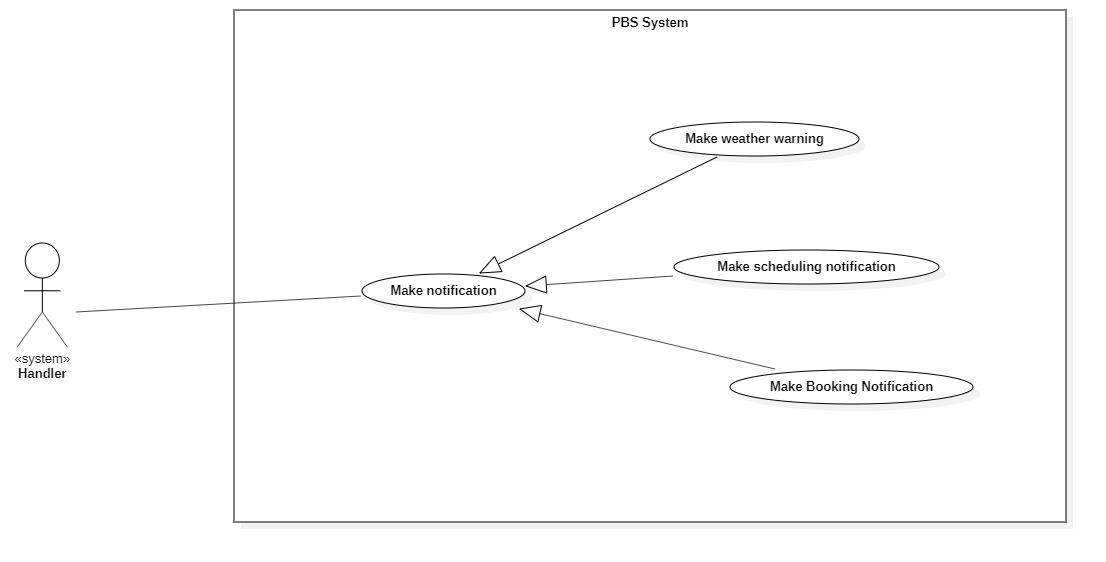 PBS System
Make weather warning
Make scheduling notification
Make notification
«system»
Handler
Make Booking Notification